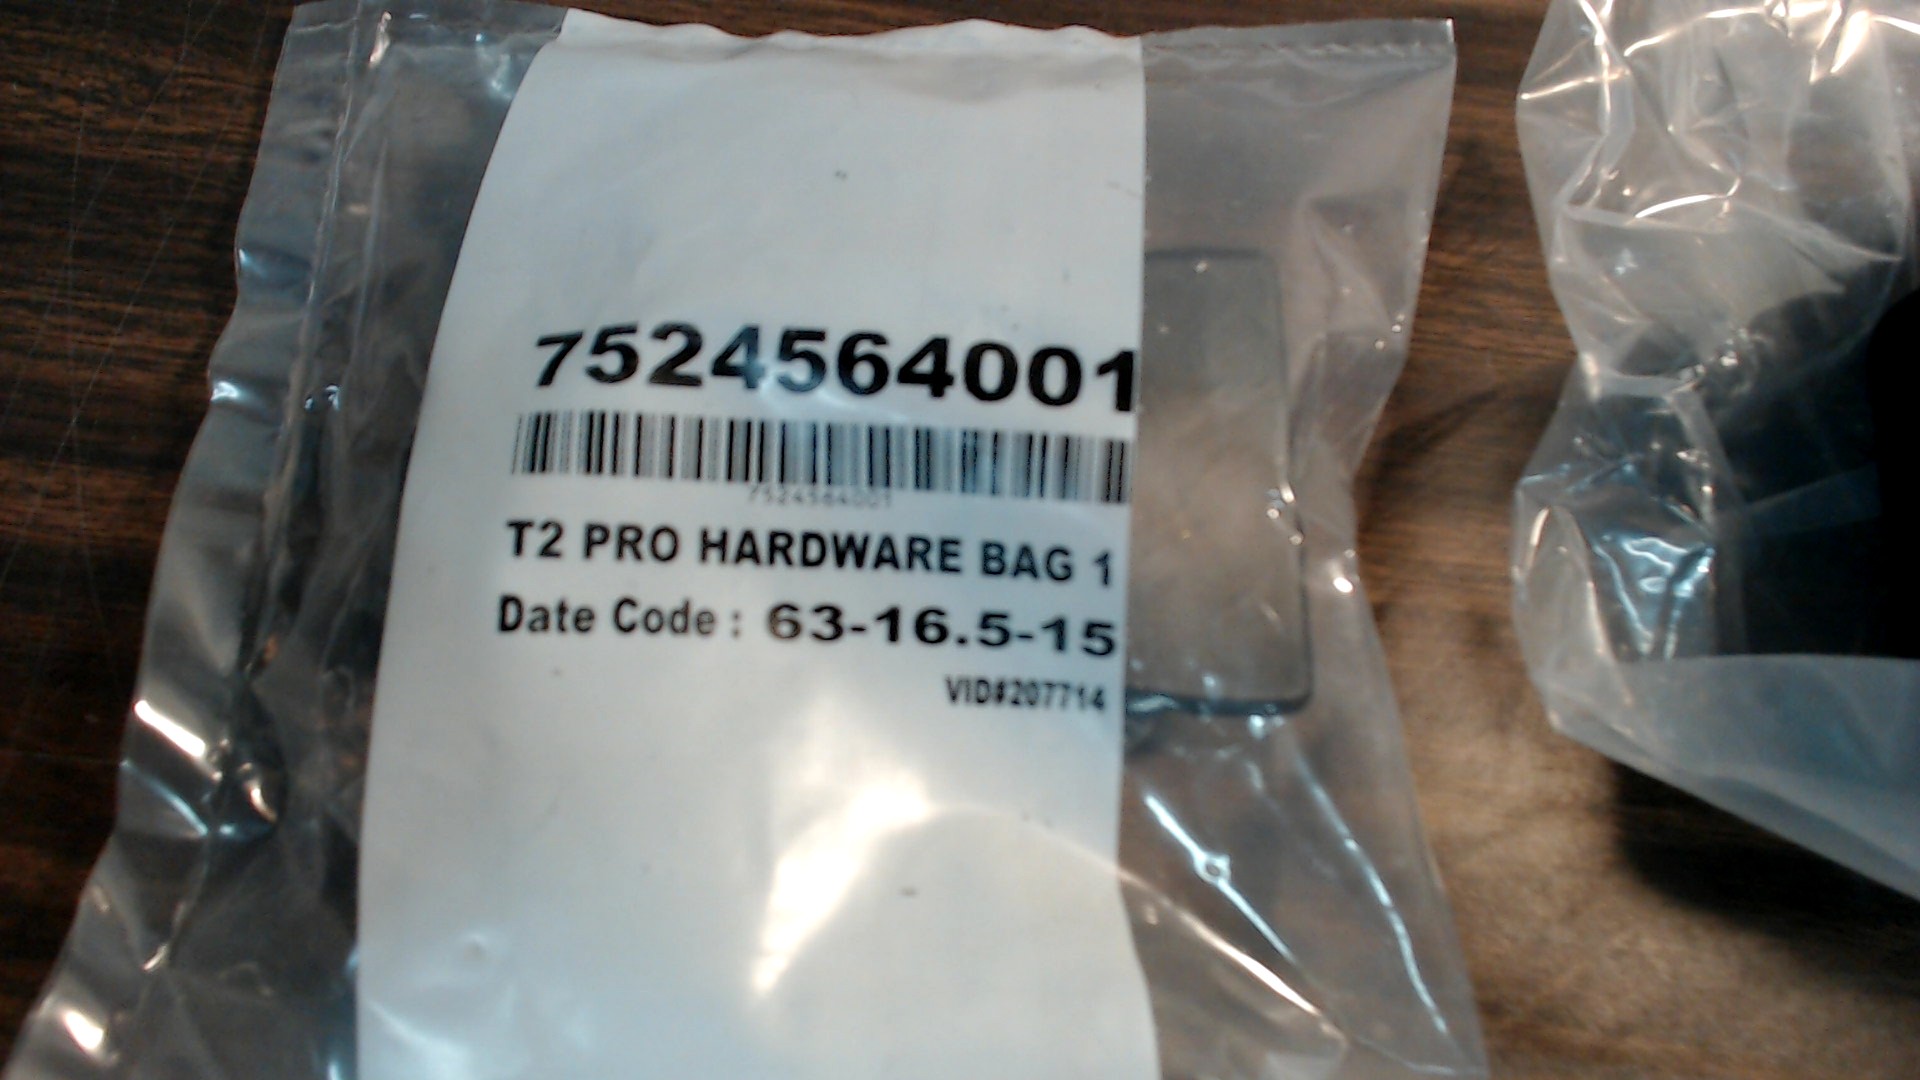 7524564001
7524564001
T2 PRO HARDWARE BAG 1
Date Code : 63-16.5-15
VID#207714